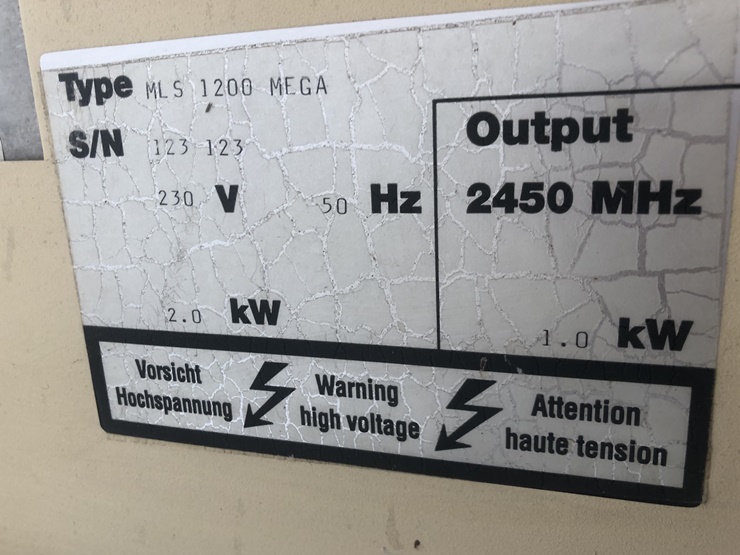 Type MLS 1200 MEGA
S/N 123 123
230 V 50 Hz
2.0 kW
Output
2450 MHz
1.0 kW
Vorsicht
Hochspannung
Warning
high voltage
Attention
haute tension